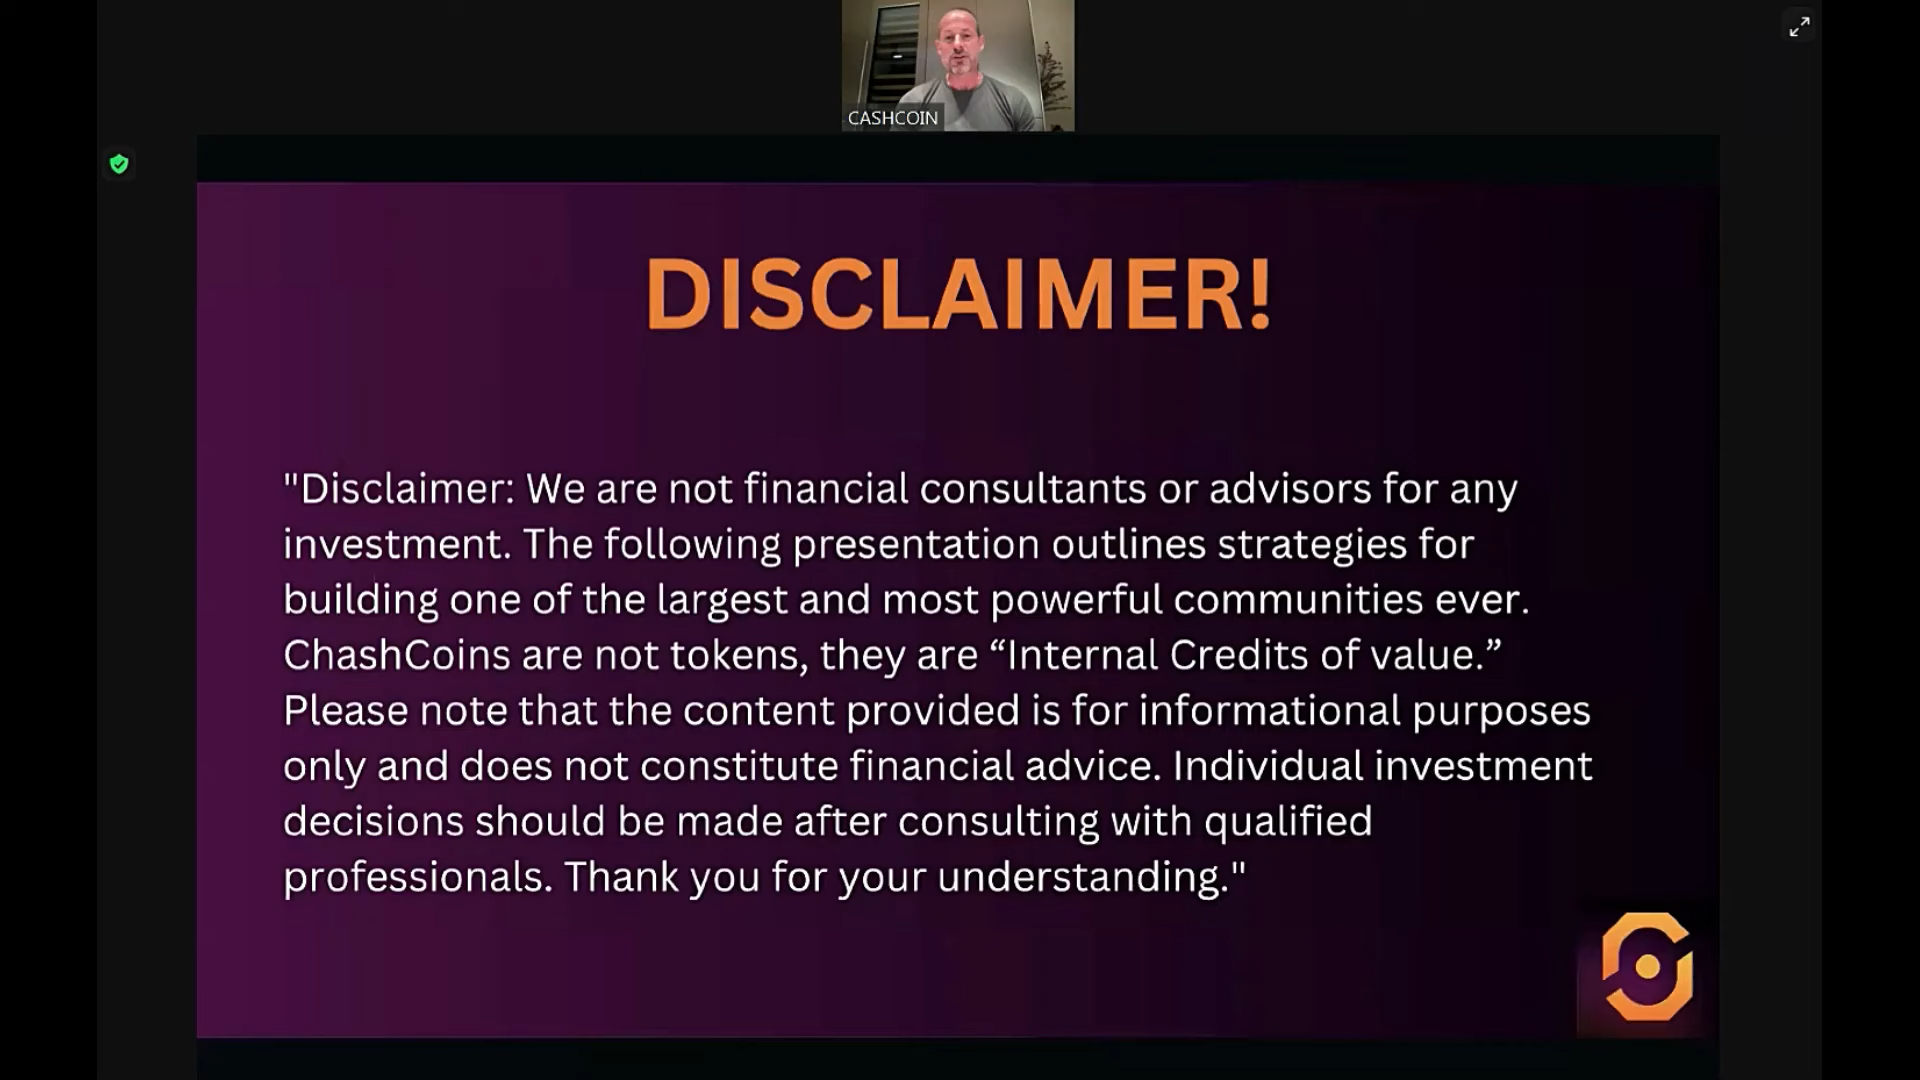 CASHCOIN
DISCLAIMER!
"Disclaimer: We are not financial consultants or advisors for any
investment. The following presentation outlines strategies for
building one of the largest and most powerful communities ever.
ChashCoins are not tokens, they are “Internal Credits of value.”
Please note that the content provided is for informational purposes
only and does not constitute financial advice. Individual investment
decisions should be made after consulting with qualified
professionals. Thank you for your understanding."